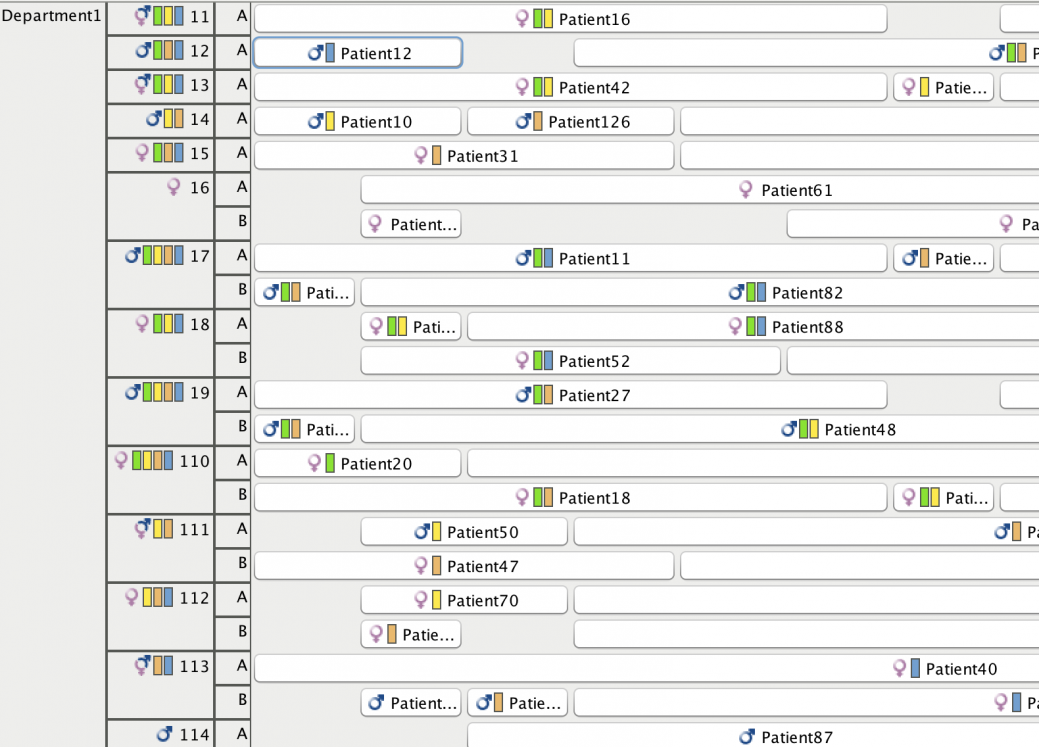 Department1 11 A Patient16
12 A Patient12 P
13 A Patient42 Patie...
14 A Patient10 Patient126
15 A Patient31
16 A Patient61
B Patient... Pa
17 A Patient11 Patie...
B Pati... Patient82
18 A Pati... Patient88
B Patient52
19 A Patient27
B Pati... Patient48
110 A Patient20
B Patient18 Pati...
111 A Patient50 Pa
B Patient47
112 A Patient70
B Patie...
113 A Patient40
B Patient... Patie... Pa
114 A Patient87